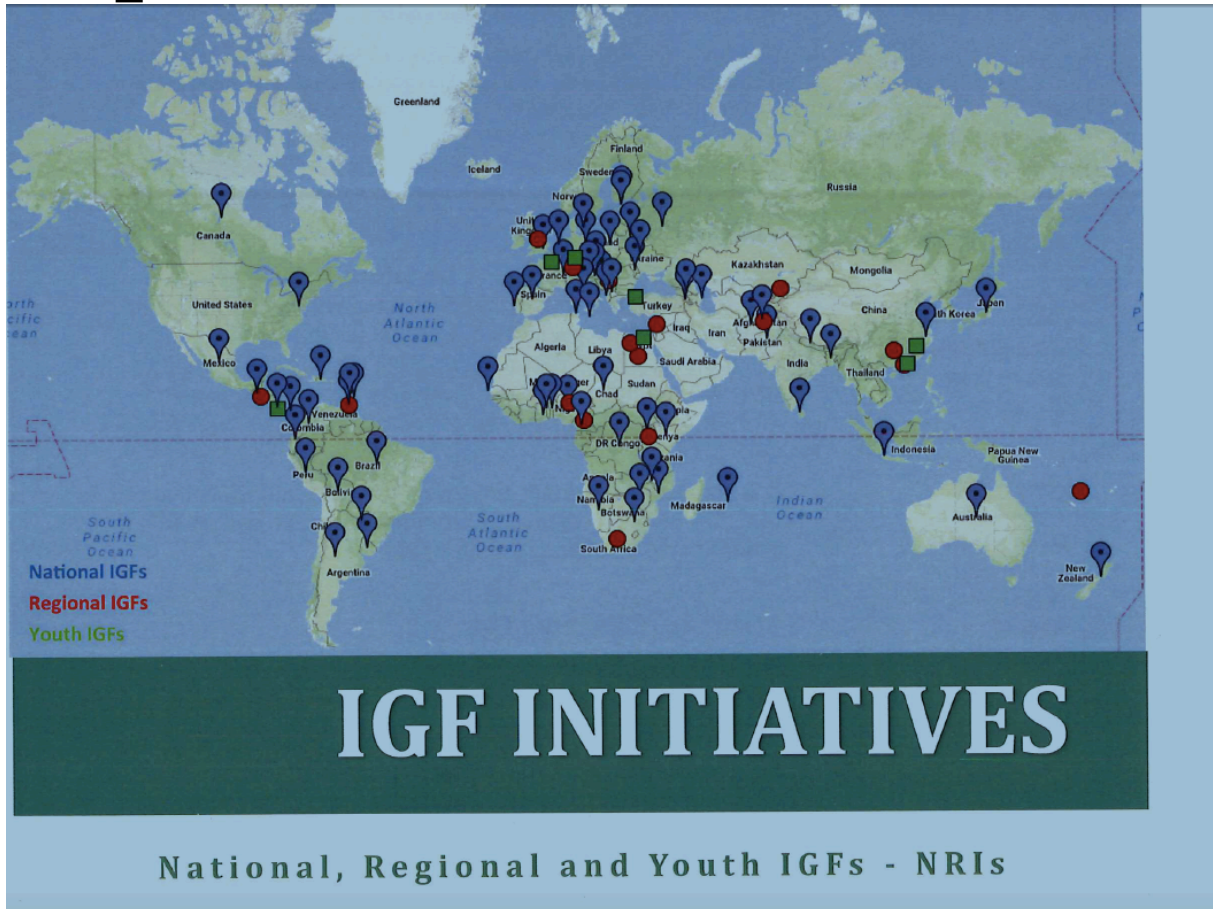 Greenland
Iceland
Finland
Sweden
Norw
Russia
Canada
Kazakhstan
Mongolia
United States
Spain
Turkey
China
Japan
North
Atlantic
Ocean
Iraq
Iran
Pakistan
Algeria
Libya
Saudi Arabia
Mexico
India
Thailand
Chad
Sudan
Venezuela
Colombia
DR Congo
Indonesia
Papua New
Guinea
Peru
Brazil
Madagascar
Indian
Ocean
Namibia
Botswana
Australia
South
Pacific
Ocean
South
Atlantic
Ocean
South Africa
Argentina
New
Zealand
National IGFs
Regional IGFs
Youth IGFs
IGF INITIATIVES
National, Regional and Youth IGFs - NRIs